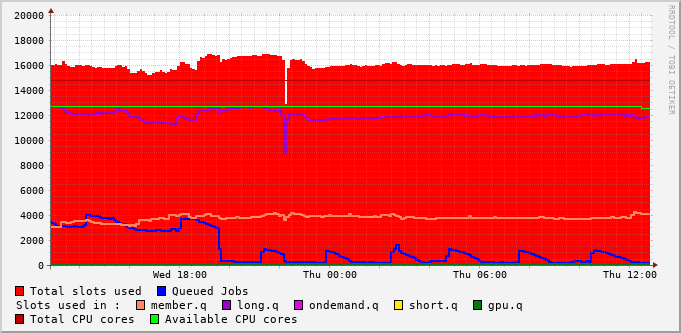 20000
18000
16000
14000
12000
10000
8000
6000
4000
2000
0
Wed 18:00 Thu 00:00 Thu 06:00 Thu 12:00
RRDTOOL / TOBI OETIKER
Total slots used Queued Jobs
Slots used in : member.q long.q ondemand.q short.q gpu.q
Total CPU cores Available CPU cores